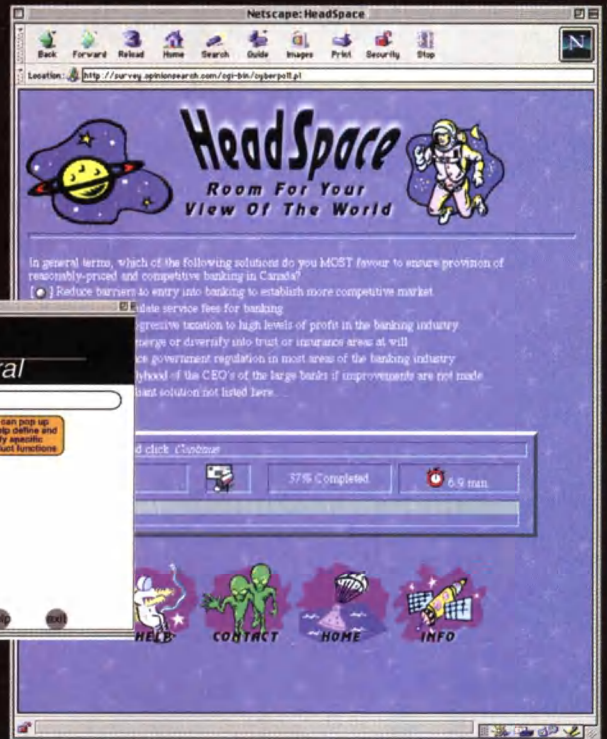 Netscape: HeadSpace
Back Forward Reload Home Search Guide Images Print Security Stop
N
Location: http://survey.opinionsearch.com/cgi-bin/cyberpoll.pl
HeadSpace
Room For Your
View Of The World
In general terms, which of the following solutions do you MOST favour to ensure provision of
reasonably-priced and competitive banking in Canada?
Reduce barriers to entry into banking to establish more competitive market
service fees for banking
taxation to high levels of profit in the banking industry
or diversify into trust or insurance areas at will
government regulation in most areas of the banking industry
of the CEO's of the large banks if improvements are not made
solution not listed here...
can pop up
define and
specific
functions
d click Continue
37% Completed
6.9 min.
exit
HELP
CONTACT
HOME
INFO